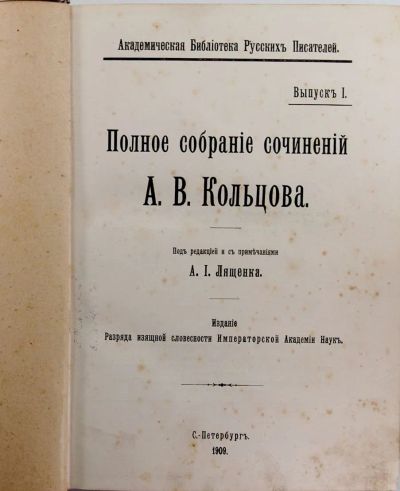 Академическая Библіотека Русскихъ Писателей.
Выпускъ I.
Полное собраніе сочиненій
А. В. Кольцова.
Подъ редакціей и съ примѣчаніями
А. I. Лященка.
Изданіе
Разряда изящной словесности Императорской Академіи Наукъ.
С.-Петербургъ.
1909.